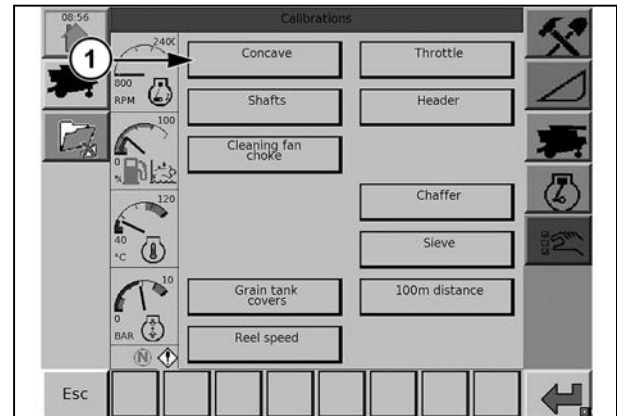 08:56
Calibrations
1
2400
800
RPM
100
0
%
120
40
°C
10
0
BAR
N
Concave
Throttle
Shafts
Header
Cleaning fan
choke
Chaffer
Sieve
Grain tank
covers
100m distance
Reel speed
Esc